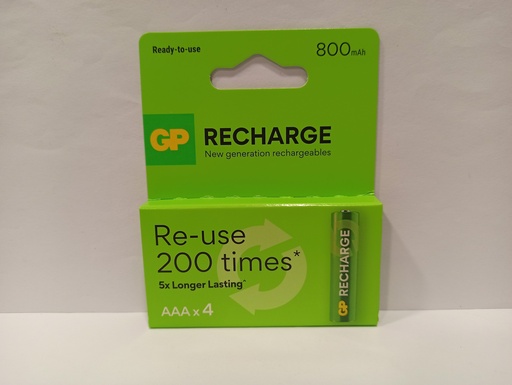 Ready-to-use
800mAh
GP
RECHARGE
New generation rechargeables
Re-use
200 times*
5x Longer Lasting^
AAA x 4
GP RECHARGE